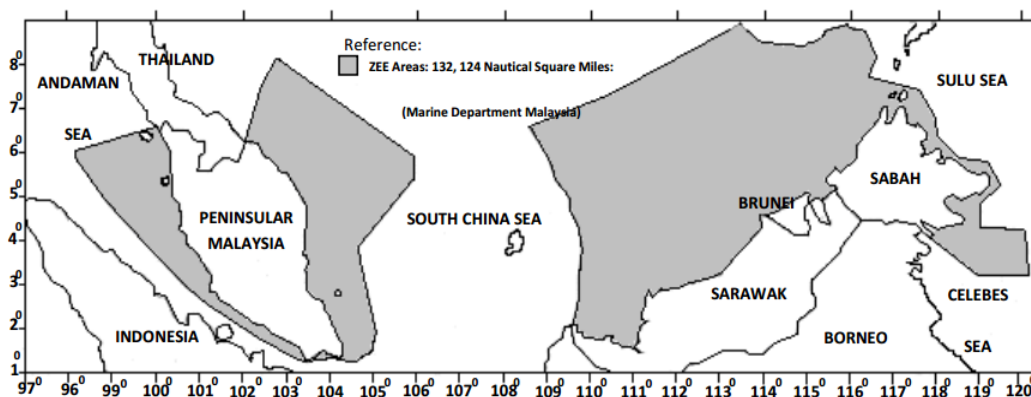 Reference:
ZEE Areas: 132, 124 Nautical Square Miles:
(Marine Department Malaysia)
THAILAND
ANDAMAN
SEA
SULU SEA
SABAH
BRUNEI
PENINSULAR
MALAYSIA
SOUTH CHINA SEA
SARAWAK
CELEBES
SEA
INDONESIA
BORNEO
8⁰
7⁰
6⁰
5⁰
4⁰
3⁰
2⁰
1⁰
97⁰ 98⁰ 99⁰ 100⁰ 101⁰ 102⁰ 103⁰ 104⁰ 105⁰ 106⁰ 107⁰ 108⁰ 109⁰ 110⁰ 111⁰ 112⁰ 113⁰ 114⁰ 115⁰ 116⁰ 117⁰ 118⁰ 119⁰ 120⁰